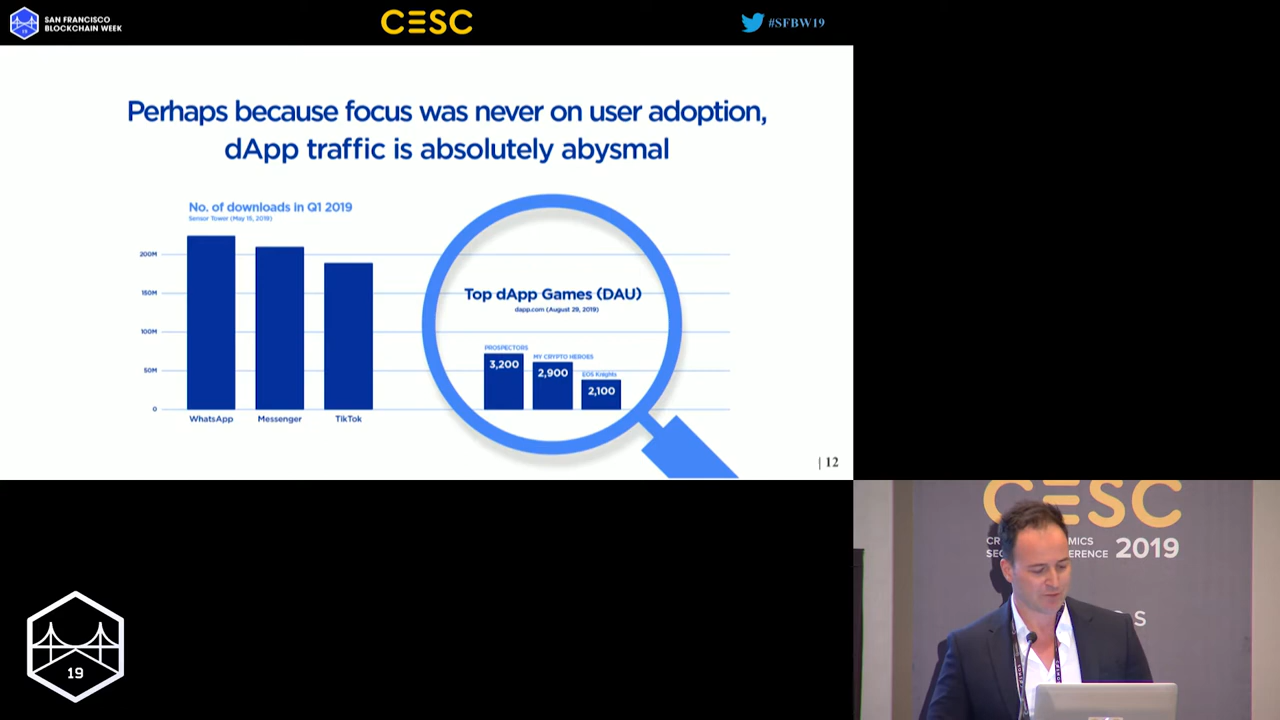 SAN FRANCISCO
BLOCKCHAIN WEEK
19
CESC
#SFBW19
Perhaps because focus was never on user adoption,
dApp traffic is absolutely abysmal
No. of downloads in Q1 2019
Sensor Tower (May 15, 2019)
200M
150M
100M
50M
0
WhatsApp
Messenger
TikTok
Top dApp Games (DAU)
dapp.com (August 29, 2019)
PROSPECTORS
3,200
MY CRYPTO HEROES
2,900
EOS Knights
2,100
| 12
19
CESC
2019